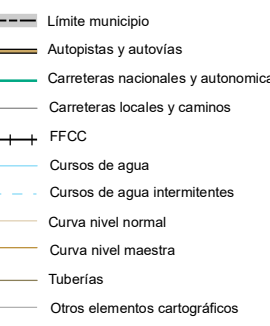 Límite municipio
Autopistas y autovías
Carreteras nacionales y autonomica
Carreteras locales y caminos
FFCC
Cursos de agua
Cursos de agua intermitentes
Curva nivel normal
Curva nivel maestra
Tuberías
Otros elementos cartográficos